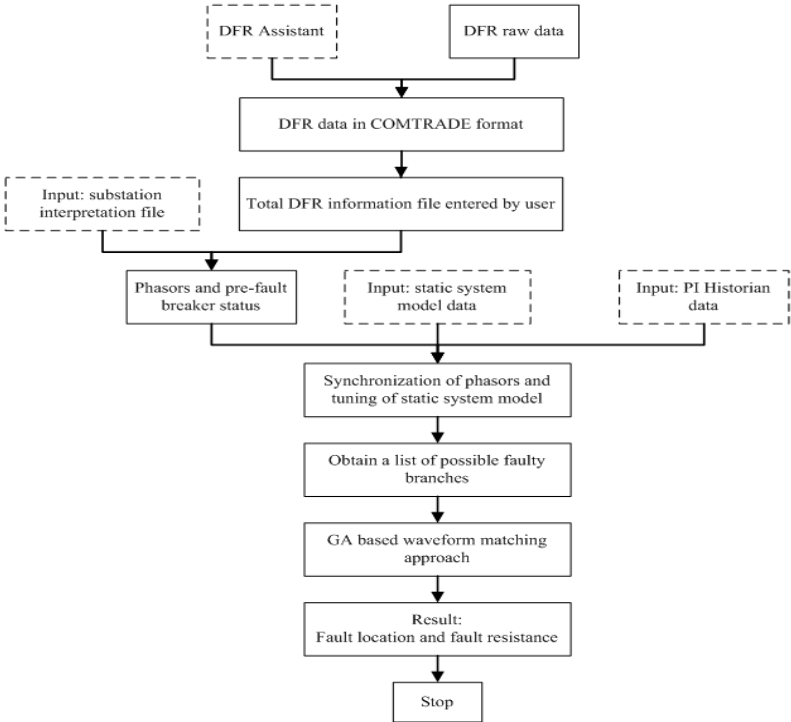 DFR Assistant
DFR raw data
DFR data in COMTRADE format
Input: substation
interpretation file
Total DFR information file entered by user
Phasors and pre-fault
breaker status
Input: static system
model data
Input: PI Historian
data
Synchronization of phasors and
tuning of static system model
Obtain a list of possible faulty
branches
GA based waveform matching
approach
Result:
Fault location and fault resistance
Stop